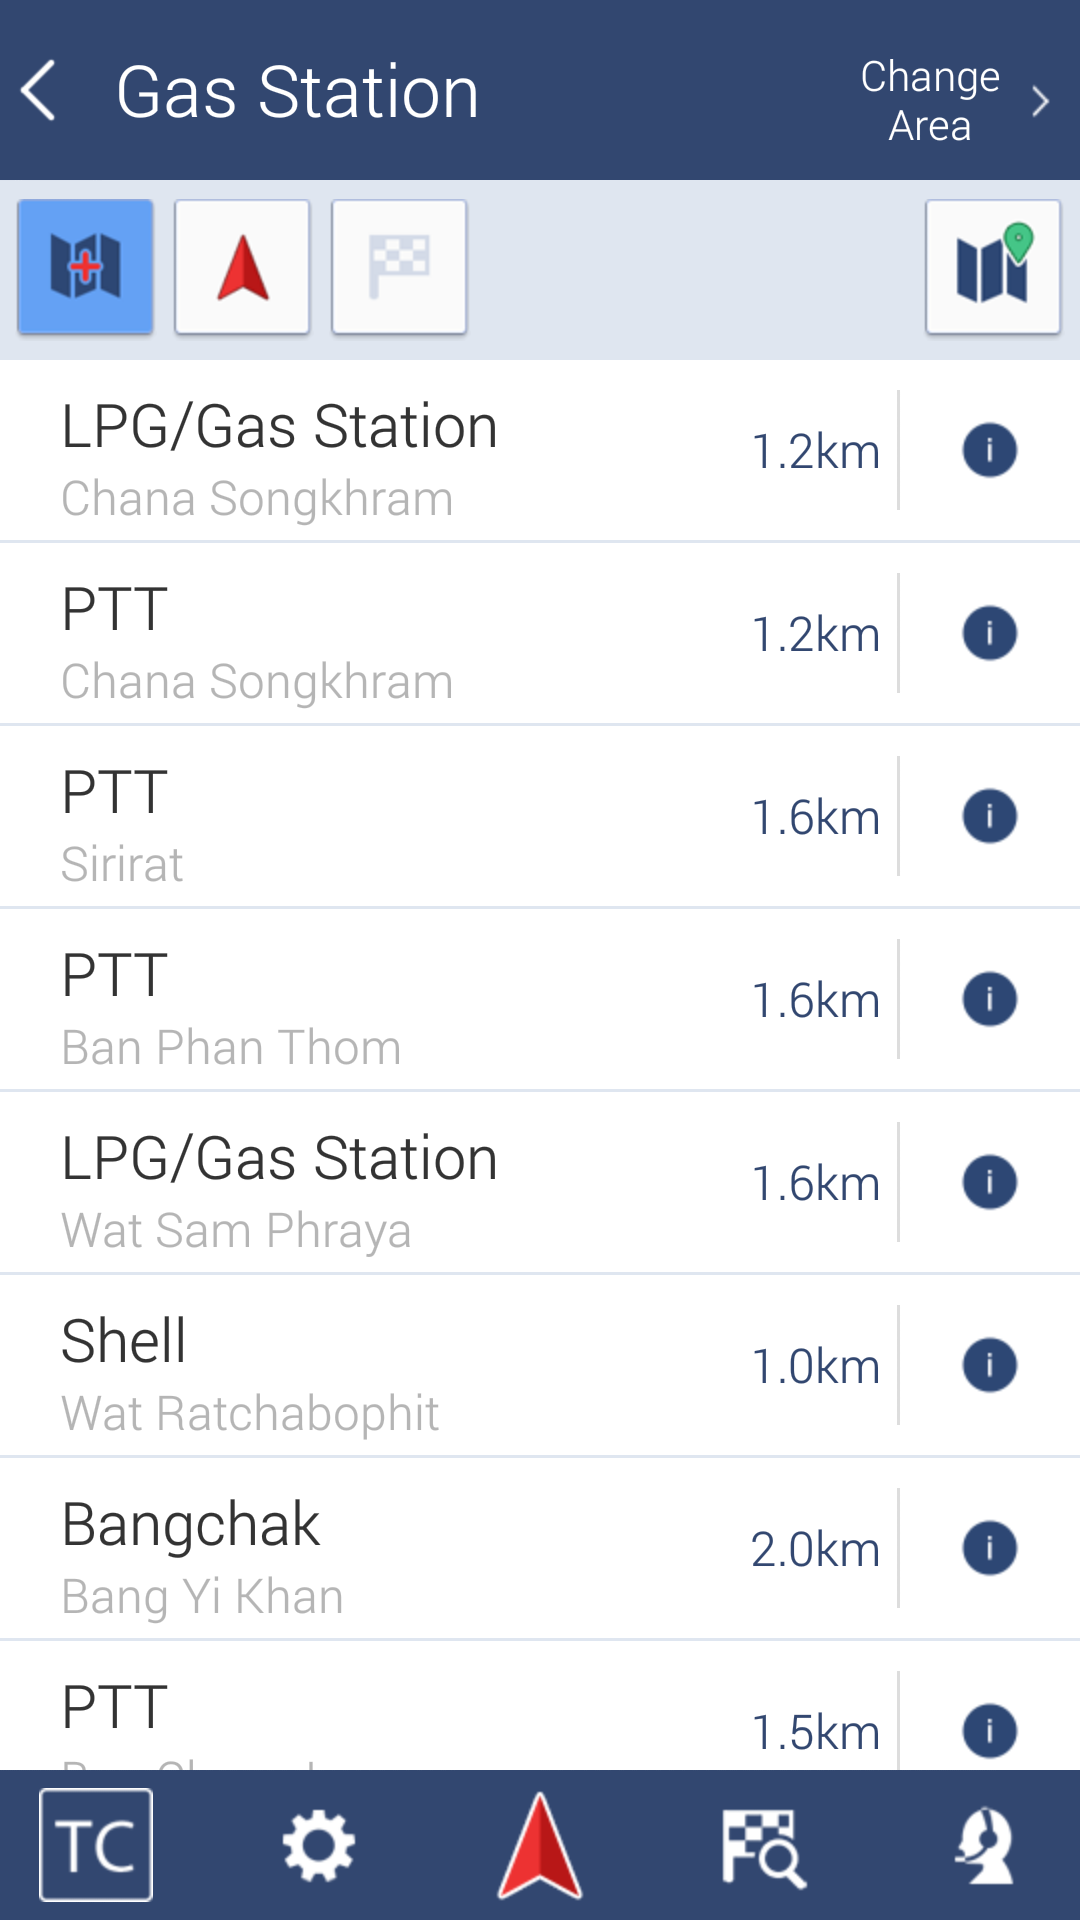 Gas Station
Change
Area
LPG/Gas Station
1.2km
Chana Songkhram
PTT
1.2km
Chana Songkhram
PTT
1.6km
Sirirat
PTT
1.6km
Ban Phan Thom
LPG/Gas Station
1.6km
Wat Sam Phraya
Shell
1.0km
Wat Ratchabophit
Bangchak
2.0km
Bang Yi Khan
PTT
1.5km
TC